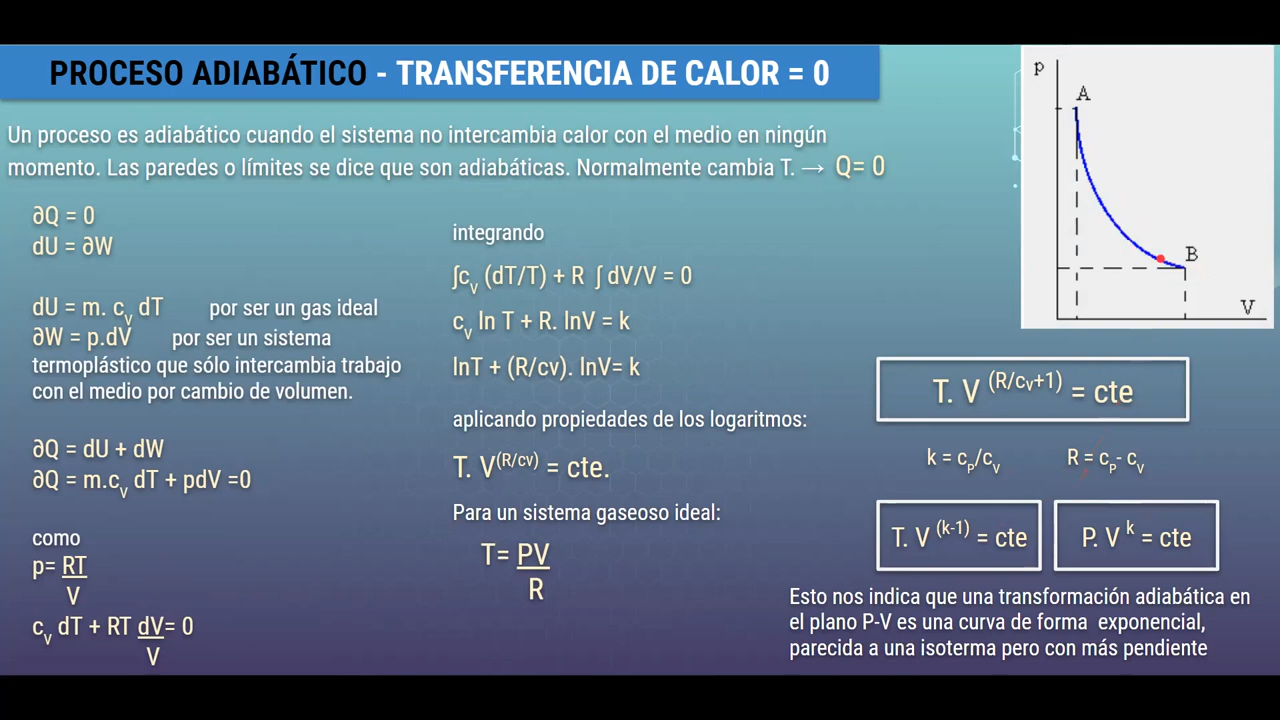 PROCESO ADIABÁTICO - TRANSFERENCIA DE CALOR = 0
Un proceso es adiabático cuando el sistema no intercambia calor con el medio en ningún
momento. Las paredes o límites se dice que son adiabáticas. Normalmente cambia T. → Q= 0
∂Q = 0
dU = ∂W
dU = m. cv dT por ser un gas ideal
∂W = p.dV por ser un sistema
termoplástico que sólo intercambia trabajo
con el medio por cambio de volumen.
∂Q = dU + dW
∂Q = m.cv dT + pdV =0
como
p= RT
V
cv dT + RT dV= 0
V
integrando
∫cv (dT/T) + R ∫ dV/V = 0
cv ln T + R. lnV = k
lnT + (R/cv). lnV= k
aplicando propiedades de los logaritmos:
T. V(R/cv) = cte.
Para un sistema gaseoso ideal:
T= PV
R
p
A
B
V
T. V (R/cv+1) = cte
k = cP/cV R = cP- cV
T. V (k-1) = cte P. V k = cte
Esto nos indica que una transformación adiabática en
el plano P-V es una curva de forma exponencial,
parecida a una isoterma pero con más pendiente